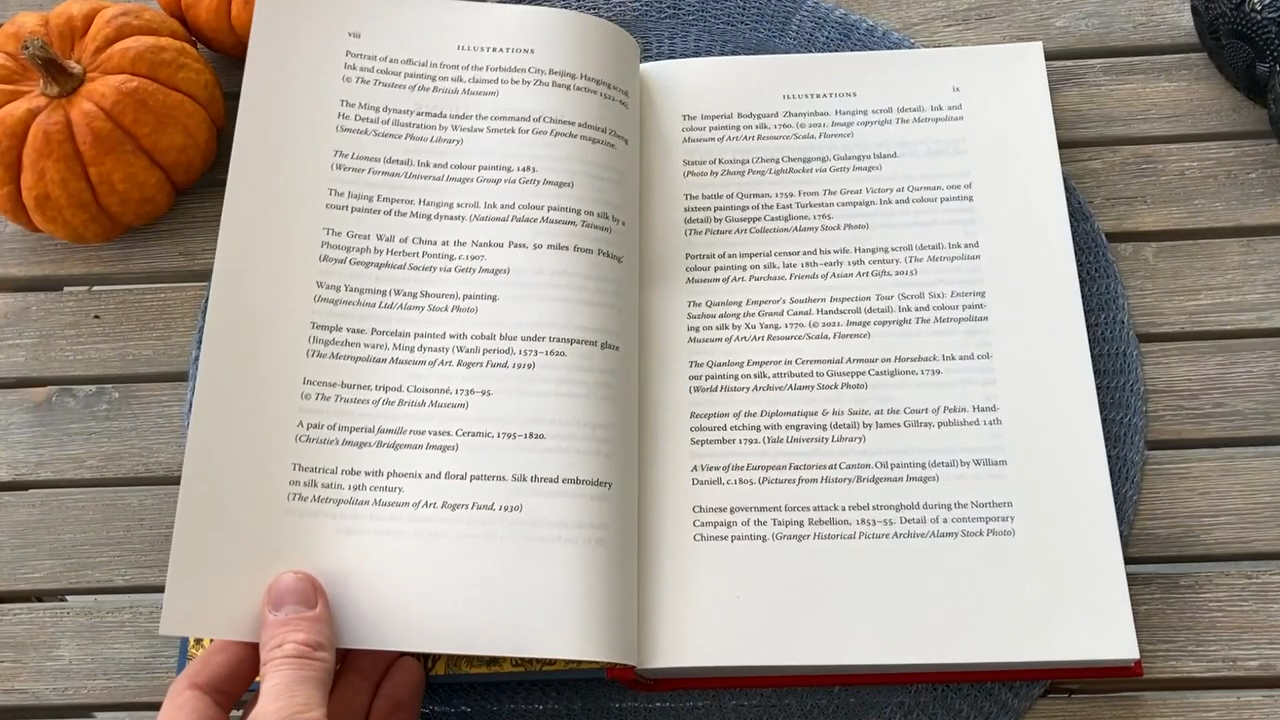 viii
ILLUSTRATIONS
Portrait of an official in front of the Forbidden City, Beijing. Hanging scroll.
Ink and colour painting on silk, claimed to be by Zhu Bang (active 1522–66).
(© The Trustees of the British Museum)
The Ming dynasty armada under the command of Chinese admiral Zheng
He. Detail of illustration by Wieslaw Smetek for Geo Epoche magazine.
(Smetek/Science Photo Library)
The Lioness (detail). Ink and colour painting, 1483.
(Werner Forman/Universal Images Group via Getty Images)
The Jiajing Emperor. Hanging scroll. Ink and colour painting on silk by a
court painter of the Ming dynasty. (National Palace Museum, Taiwan)
'The Great Wall of China at the Nankou Pass, 50 miles from Peking'.
Photograph by Herbert Ponting, c.1907.
(Royal Geographical Society via Getty Images)
Wang Yangming (Wang Shouren), painting.
(Imaginechina Ltd/Alamy Stock Photo)
Temple vase. Porcelain painted with cobalt blue under transparent glaze
(Jingdezhen ware), Ming dynasty (Wanli period), 1573–1620.
(The Metropolitan Museum of Art. Rogers Fund, 1919)
Incense-burner, tripod. Cloisonné, 1736–95.
(© The Trustees of the British Museum)
A pair of imperial famille rose vases. Ceramic, 1795–1820.
(Christie's Images/Bridgeman Images)
Theatrical robe with phoenix and floral patterns. Silk thread embroidery
on silk satin, 19th century.
(The Metropolitan Museum of Art. Rogers Fund, 1930)
ILLUSTRATIONS
ix
The Imperial Bodyguard Zhanyinbao. Hanging scroll (detail). Ink and
colour painting on silk, 1760. (© 2021. Image copyright The Metropolitan
Museum of Art/Art Resource/Scala, Florence)
Statue of Koxinga (Zheng Chenggong), Gulangyu Island.
(Photo by Zhang Peng/LightRocket via Getty Images)
The battle of Qurman, 1759. From The Great Victory at Qurman, one of
sixteen paintings of the East Turkestan campaign. Ink and colour painting
(detail) by Giuseppe Castiglione, 1765.
(The Picture Art Collection/Alamy Stock Photo)
Portrait of an imperial censor and his wife. Hanging scroll (detail). Ink and
colour painting on silk, late 18th–early 19th century. (The Metropolitan
Museum of Art. Purchase, Friends of Asian Art Gifts, 2015)
The Qianlong Emperor's Southern Inspection Tour (Scroll Six): Entering
Suzhou along the Grand Canal. Handscroll (detail). Ink and colour paint-
ing on silk by Xu Yang, 1770. (© 2021. Image copyright The Metropolitan
Museum of Art/Art Resource/Scala, Florence)
The Qianlong Emperor in Ceremonial Armour on Horseback. Ink and col-
our painting on silk, attributed to Giuseppe Castiglione, 1739.
(World History Archive/Alamy Stock Photo)
Reception of the Diplomatique & his Suite, at the Court of Pekin. Hand-
coloured etching with engraving (detail) by James Gillray, published 14th
September 1792. (Yale University Library)
A View of the European Factories at Canton. Oil painting (detail) by William
Daniell, c.1805. (Pictures from History/Bridgeman Images)
Chinese government forces attack a rebel stronghold during the Northern
Campaign of the Taiping Rebellion, 1853–55. Detail of a contemporary
Chinese painting. (Granger Historical Picture Archive/Alamy Stock Photo)